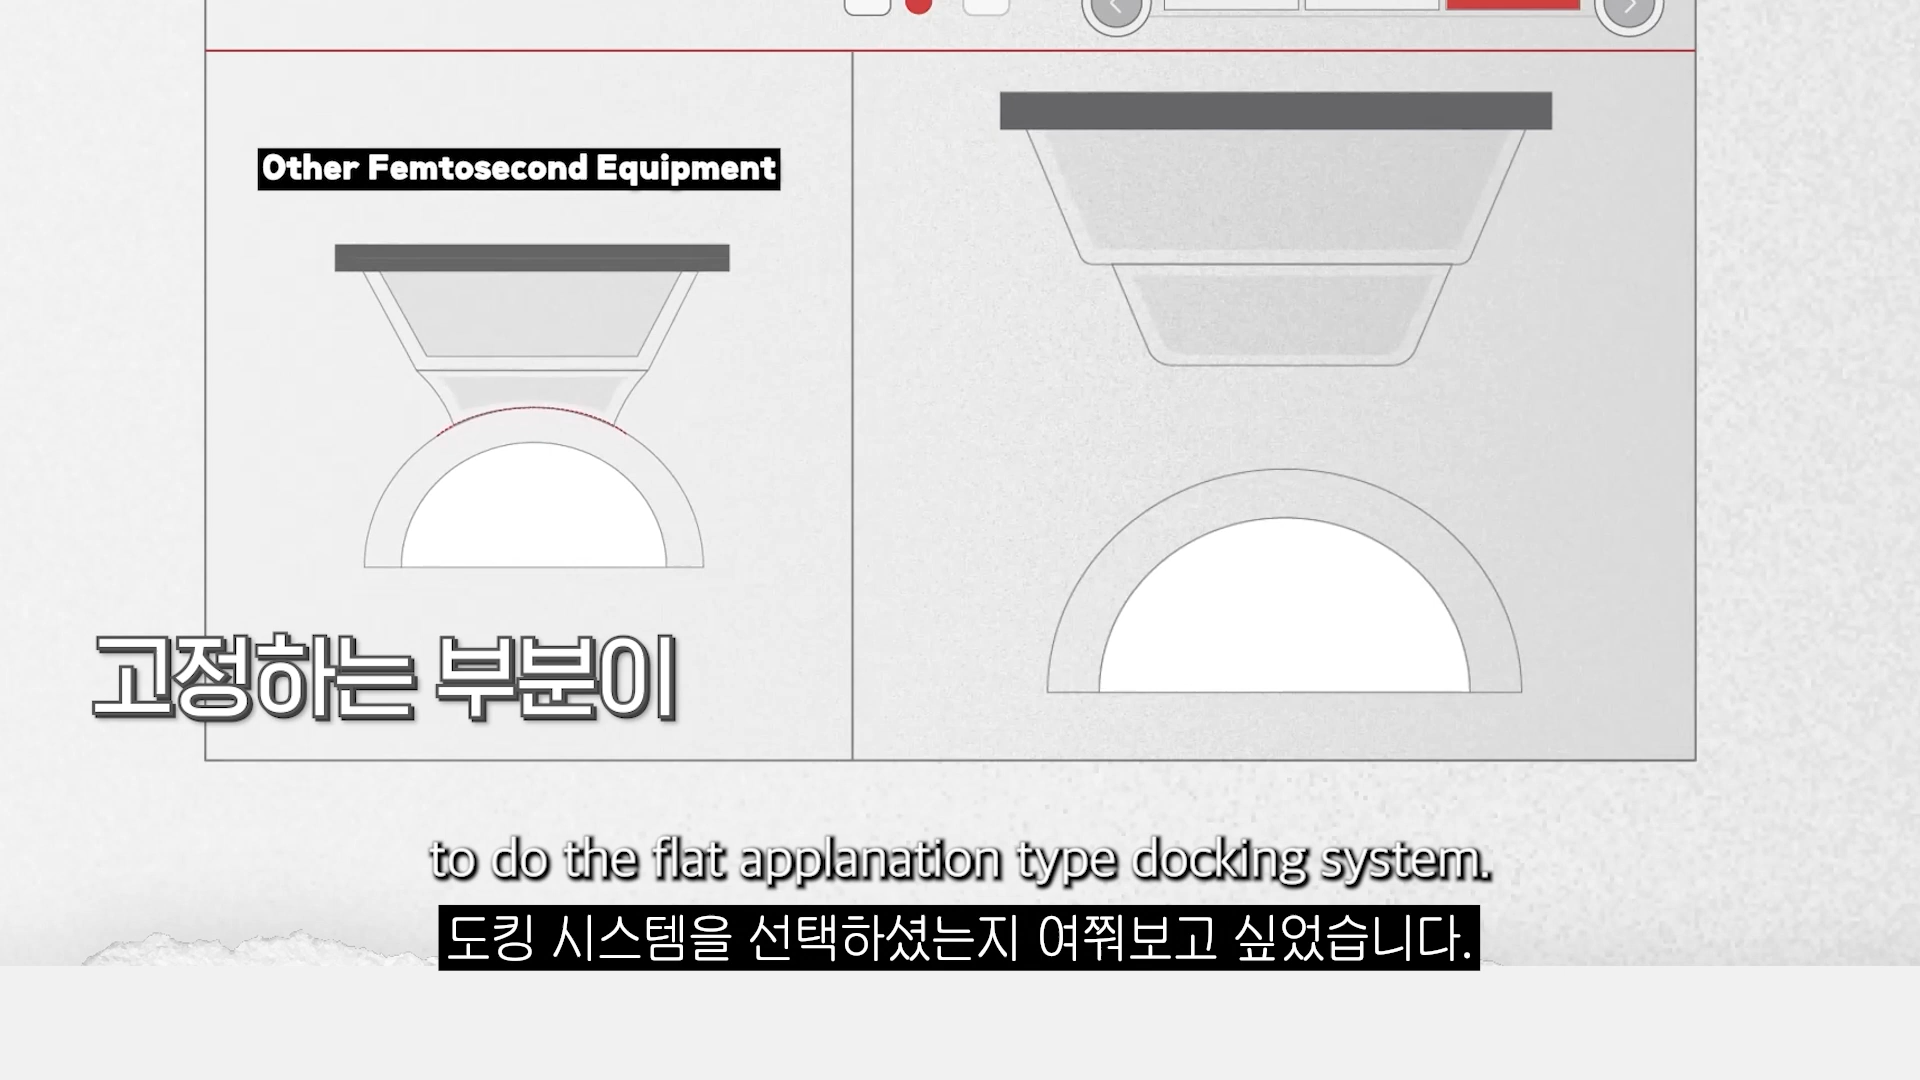 Other Femtosecond Equipment
고정하는 부분이
to do the flat applanation type docking system.
도킹 시스템을 선택하셨는지 여쭤보고 싶었습니다.